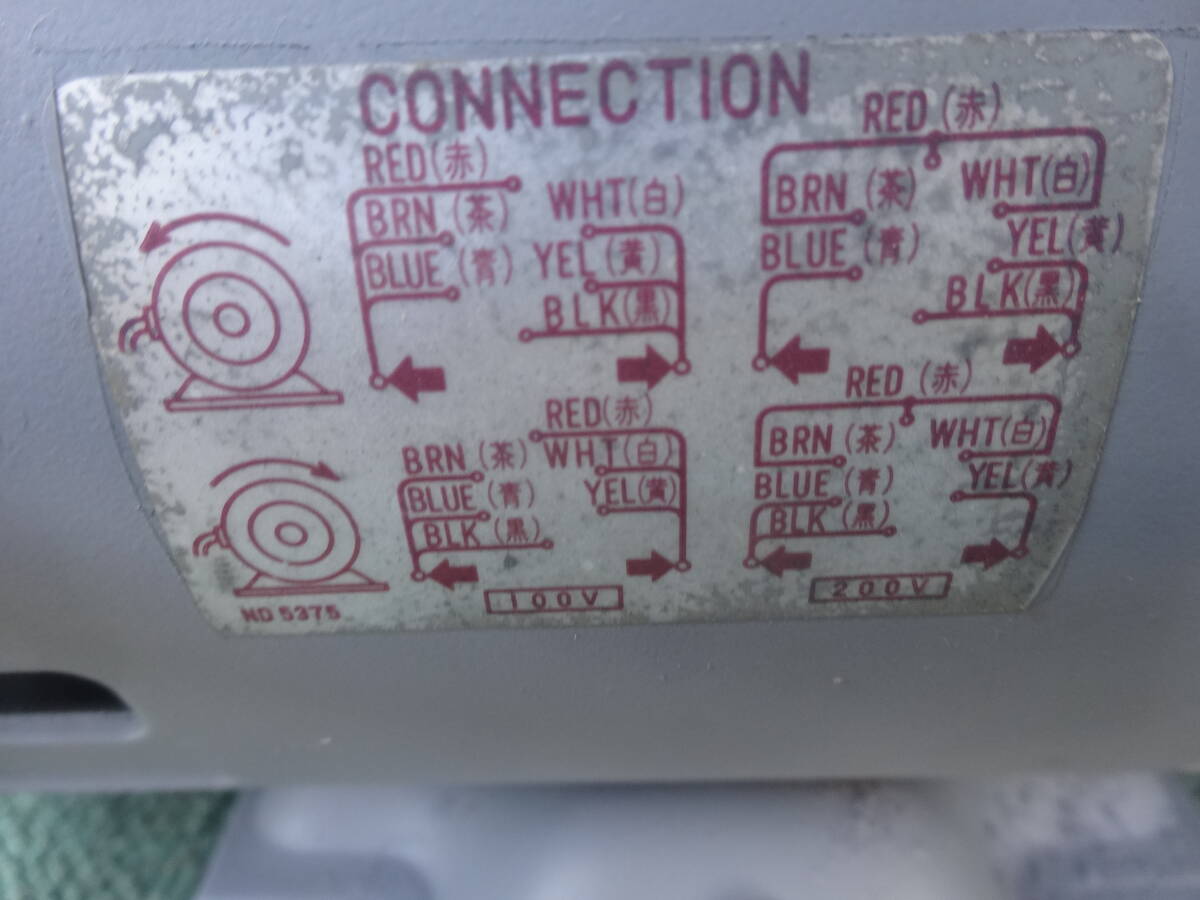 CONNECTION
RED(赤)
BRN(茶)
BLUE(青)
WHT(白)
YEL(黄)
BLK(黒)
RED(赤)
BRN(茶)
WHT(白)
BLUE(青)
YEL(黄)
BLK(黒)
RED(赤)
BRN(茶)
WHT(白)
BLUE(青)
YEL(黄)
BLK(黒)
100V
RED(赤)
BRN(茶)
WHT(白)
BLUE(青)
YEL(黄)
BLK(黒)
200V
ND5375